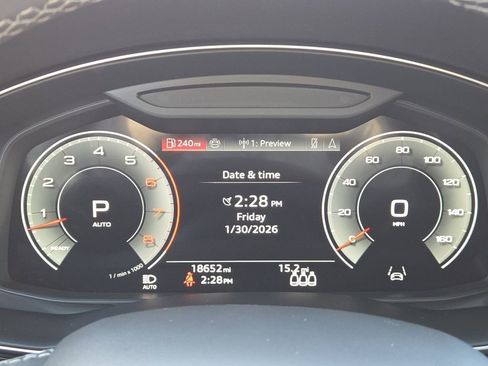 240mi
1: Preview
Date & time
2:28 PM
Friday
1/30/2026
1 2 3 4 5 6 7 8
READY
P
AUTO
1 / min x 1000
0 20 40 60 80 100 120 140 160
0
MPH
18652mi
2:28PM
15.2mi
AUTO